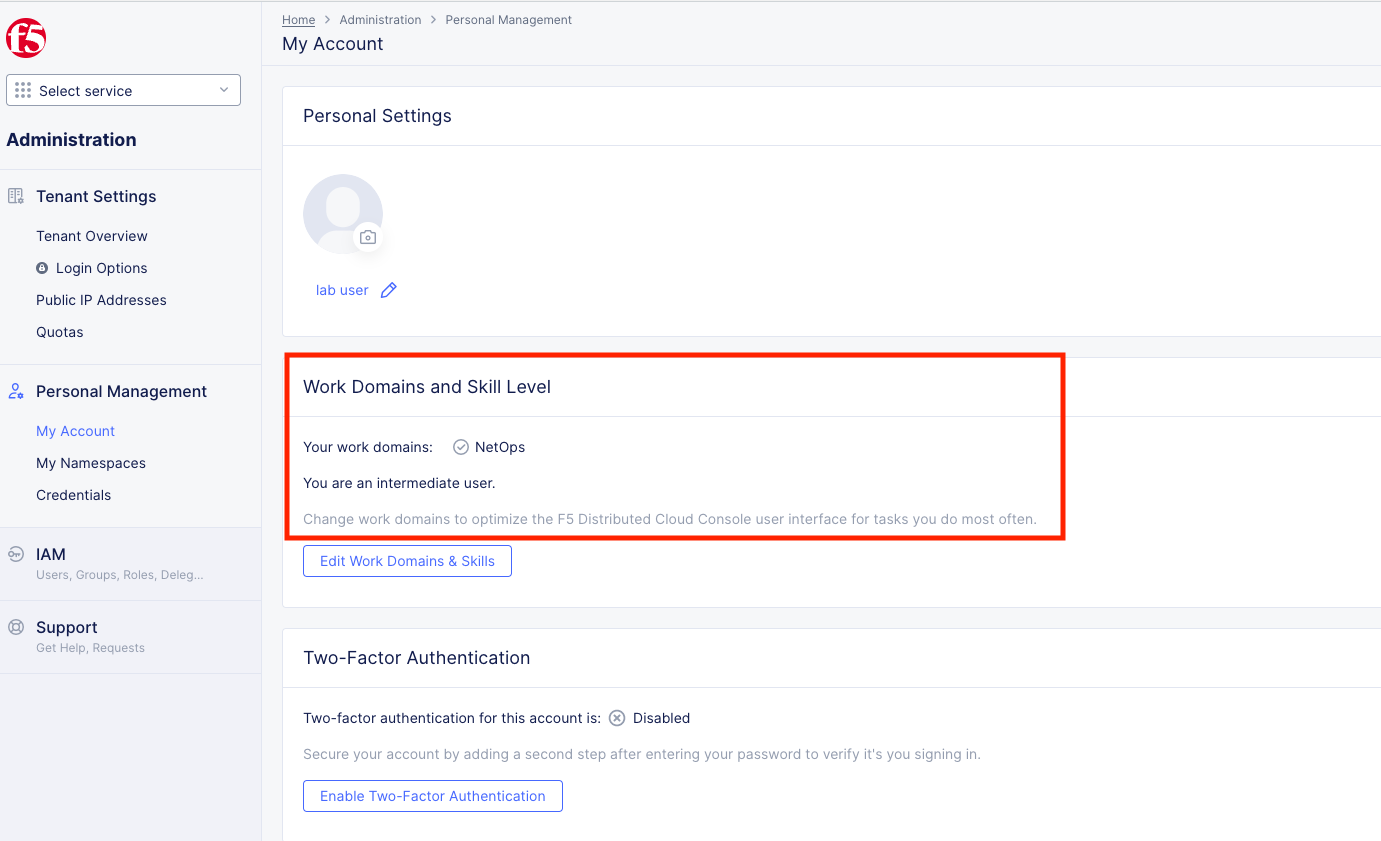 f5
Select service
Administration
Tenant Settings
Tenant Overview
Login Options
Public IP Addresses
Quotas
Personal Management
My Account
My Namespaces
Credentials
IAM
Users, Groups, Roles, Deleg...
Support
Get Help, Requests
Home > Administration > Personal Management
My Account
Personal Settings
lab user
Work Domains and Skill Level
Your work domains: NetOps
You are an intermediate user.
Change work domains to optimize the F5 Distributed Cloud Console user interface for tasks you do most often.
Edit Work Domains & Skills
Two-Factor Authentication
Two-factor authentication for this account is: Disabled
Secure your account by adding a second step after entering your password to verify it's you signing in.
Enable Two-Factor Authentication